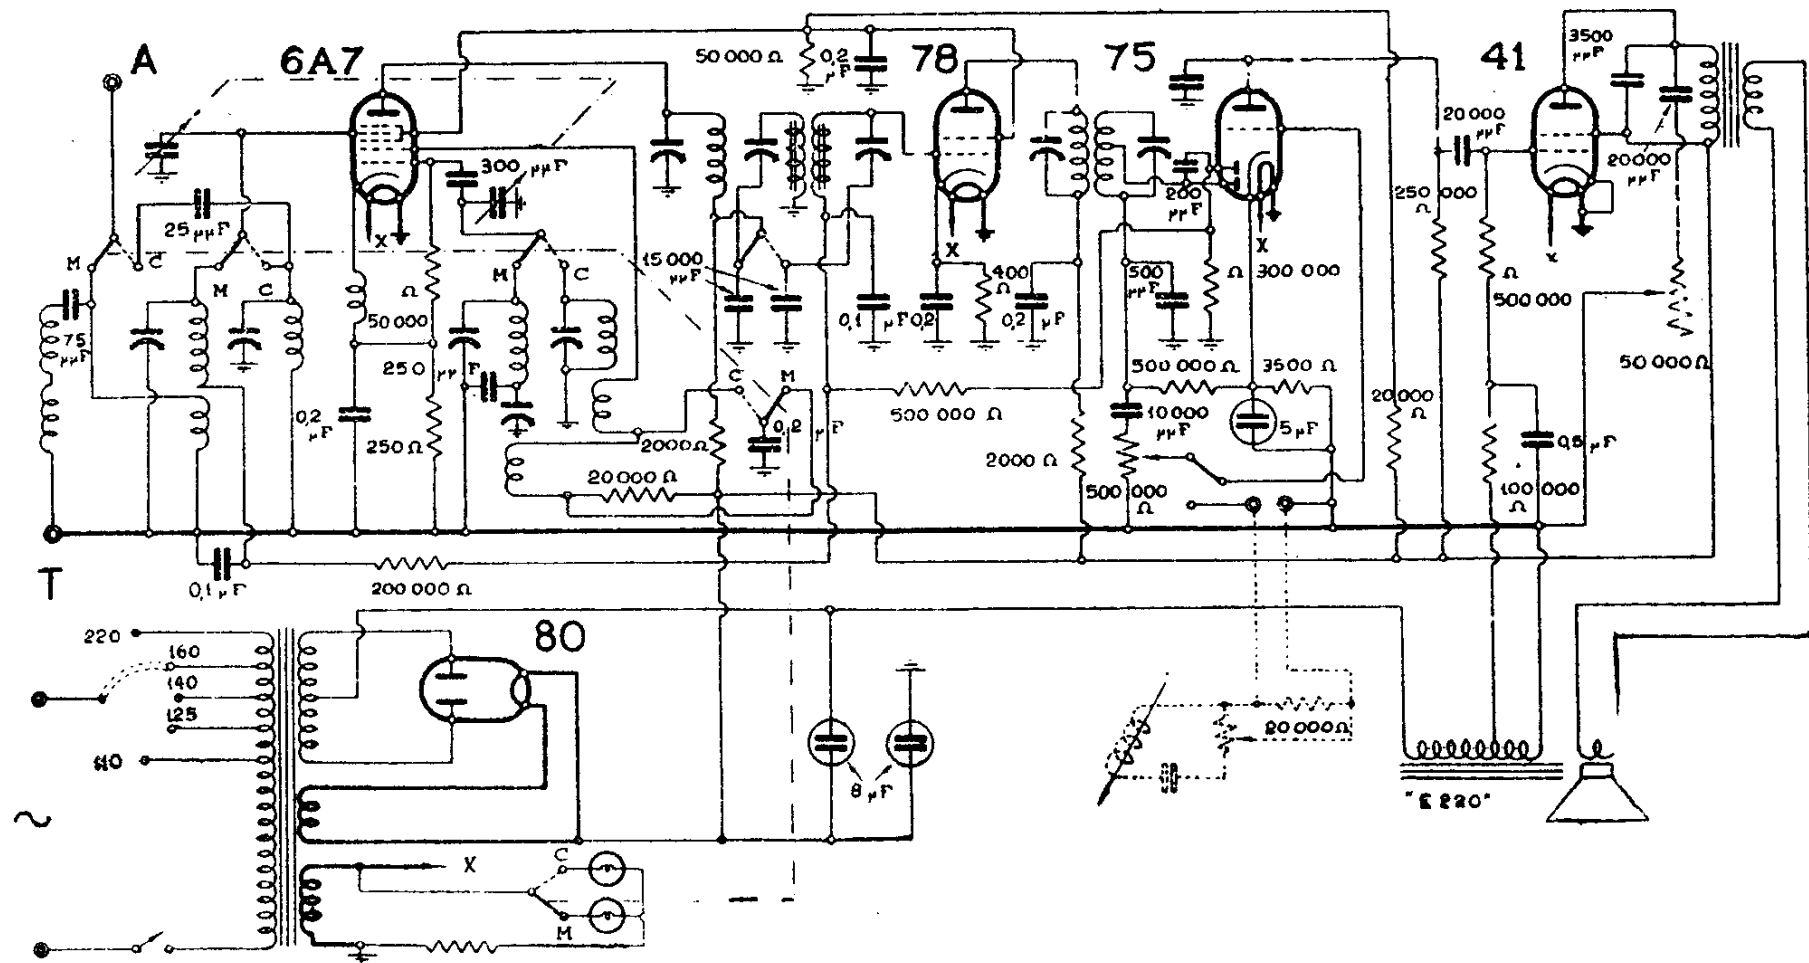 A
6A7
50 000 Ω
0,2 µF
78
75
41
3500 µµF
20 000 µµF
20 000 µµF
300 µµF
25 µµF
200 µµF
250 000 Ω
X
X
X
x
M
C
M
C
M
C
15 000 µµF
400 Ω
500 µµF
Ω 300 000
Ω 500 000
75 µµF
Ω 50 000
0,1 µF
0,2
0,2 µF
250 µµF
500 000 Ω
3500 Ω
50 000 Ω
C
M
0,2 µF
250 Ω
2000 Ω
0,2 µF
500 000 Ω
10 000 µµF
5 µF
20 000 Ω
0,5 µF
20 000 Ω
2000 Ω
500 000 Ω
100 000 Ω
T
0,1 µF
200 000 Ω
80
220
160
140
125
110
20 000 Ω
8 µF
"E 220"
~
X
C
M